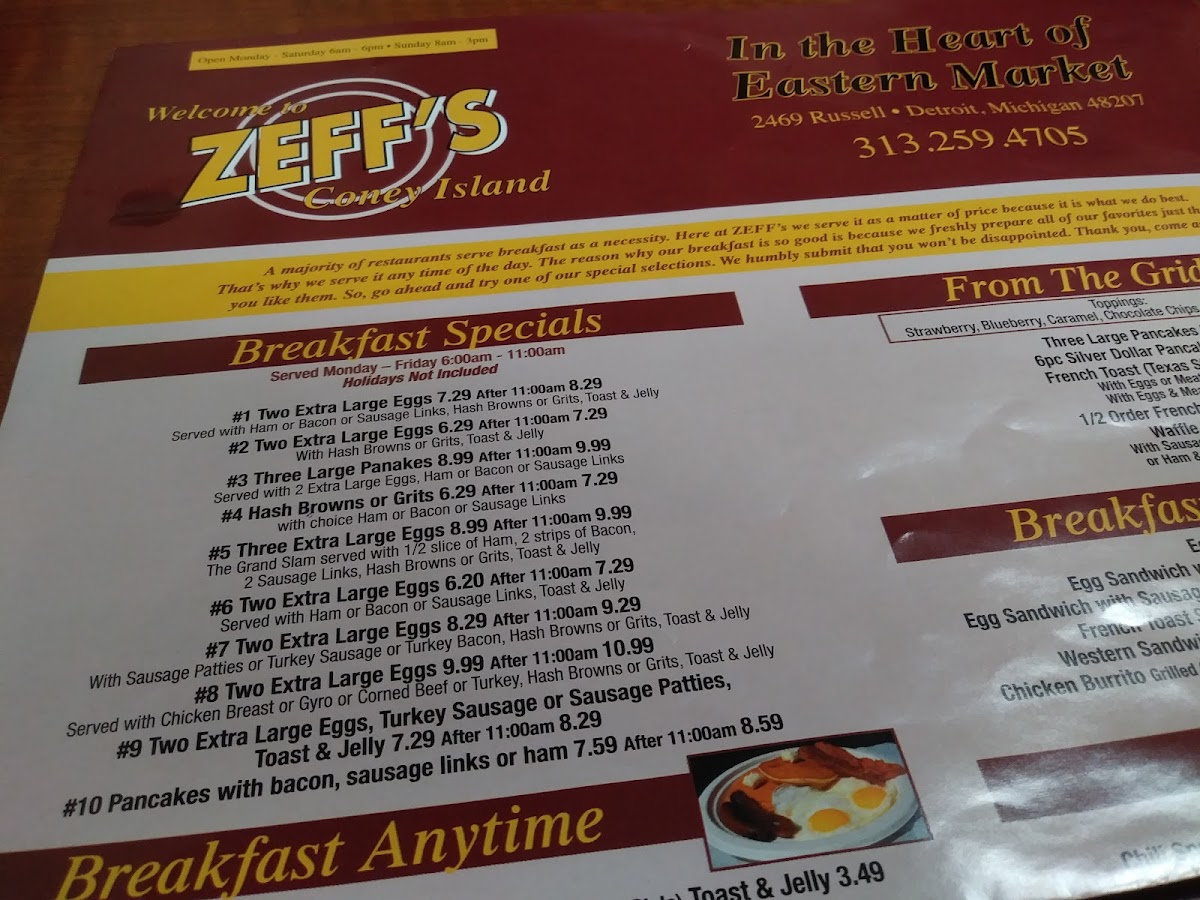 Open Monday - Saturday 6am - 6pm • Sunday 8am - 3pm
Welcome to
ZEFF'S
Coney Island
In the Heart of
Eastern Market
2469 Russell • Detroit, Michigan 48207
313.259.4705
A majority of restaurants serve breakfast as a necessity. Here at ZEFF's we serve it as a matter of price because it is what we do best.
That's why we serve it any time of the day. The reason why our breakfast is so good is because we freshly prepare all of our favorites just th
you like them. So, go ahead and try one of our special selections. We humbly submit that you won't be disappointed. Thank you, come a
Breakfast Specials
Served Monday – Friday 6:00am - 11:00am
Holidays Not Included
#1 Two Extra Large Eggs 7.29 After 11:00am 8.29
Served with Ham or Bacon or Sausage Links, Hash Browns or Grits, Toast & Jelly
#2 Two Extra Large Eggs 6.29 After 11:00am 7.29
With Hash Browns or Grits, Toast & Jelly
#3 Three Large Panakes 8.99 After 11:00am 9.99
Served with 2 Extra Large Eggs, Ham or Bacon or Sausage Links
#4 Hash Browns or Grits 6.29 After 11:00am 7.29
with choice Ham or Bacon or Sausage Links
#5 Three Extra Large Eggs 8.99 After 11:00am 9.99
The Grand Slam served with 1/2 slice of Ham, 2 strips of Bacon,
2 Sausage Links, Hash Browns or Grits, Toast & Jelly
#6 Two Extra Large Eggs 6.20 After 11:00am 7.29
Served with Ham or Bacon or Sausage Links, Toast & Jelly
#7 Two Extra Large Eggs 8.29 After 11:00am 9.29
With Sausage Patties or Turkey Sausage or Turkey Bacon, Hash Browns or Grits, Toast & Jelly
#8 Two Extra Large Eggs 9.99 After 11:00am 10.99
Served with Chicken Breast or Gyro or Corned Beef or Turkey, Hash Browns or Grits, Toast & Jelly
#9 Two Extra Large Eggs, Turkey Sausage or Sausage Patties,
Toast & Jelly 7.29 After 11:00am 8.29
#10 Pancakes with bacon, sausage links or ham 7.59 After 11:00am 8.59
Breakfast Anytime
Toast & Jelly 3.49
From The Grid
Toppings:
Strawberry, Blueberry, Caramel, Chocolate Chips
Three Large Pancakes
6pc Silver Dollar Panca
French Toast (Texas S
With Eggs or Mea
With Eggs & Me
1/2 Order French
Waffle
With Sausa
or Ham &
Breakfas
E
Egg Sandwich w
Egg Sandwich with Sausag
French Toast
Western Sandw
Chicken Burrito Grilled